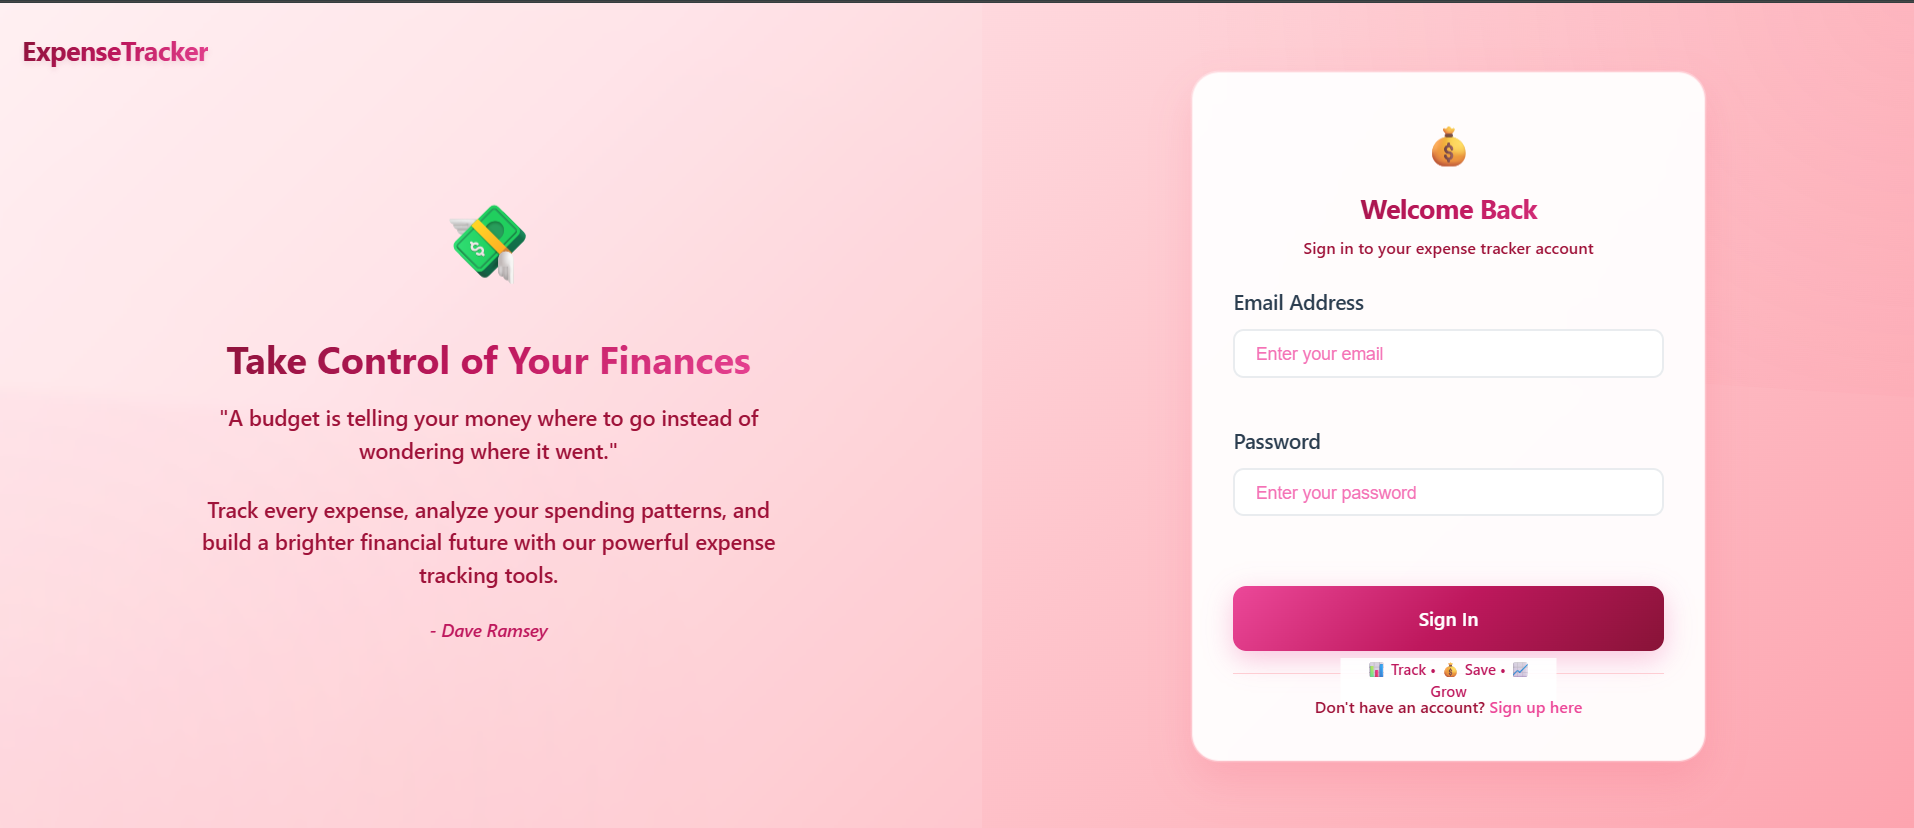 ExpenseTracker
Take Control of Your Finances
"A budget is telling your money where to go instead of
wondering where it went."
Track every expense, analyze your spending patterns, and
build a brighter financial future with our powerful expense
tracking tools.
- Dave Ramsey
Welcome Back
Sign in to your expense tracker account
Email Address
Enter your email
Password
Enter your password
Sign In
Track • Save •
Grow
Don't have an account? Sign up here